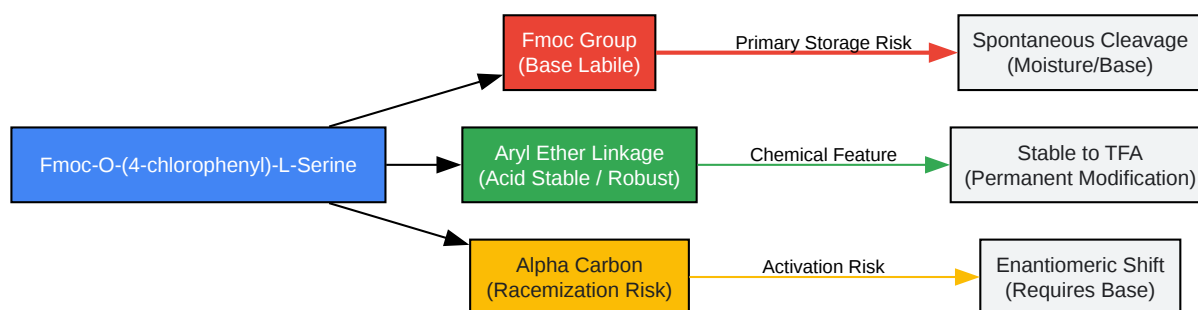 Fmoc Group
(Base Labile)
Primary Storage Risk
Spontaneous Cleavage
(Moisture/Base)
Fmoc-O-(4-chlorophenyl)-L-Serine
Aryl Ether Linkage
(Acid Stable / Robust)
Chemical Feature
Stable to TFA
(Permanent Modification)
Alpha Carbon
(Racemization Risk)
Activation Risk
Enantiomeric Shift
(Requires Base)